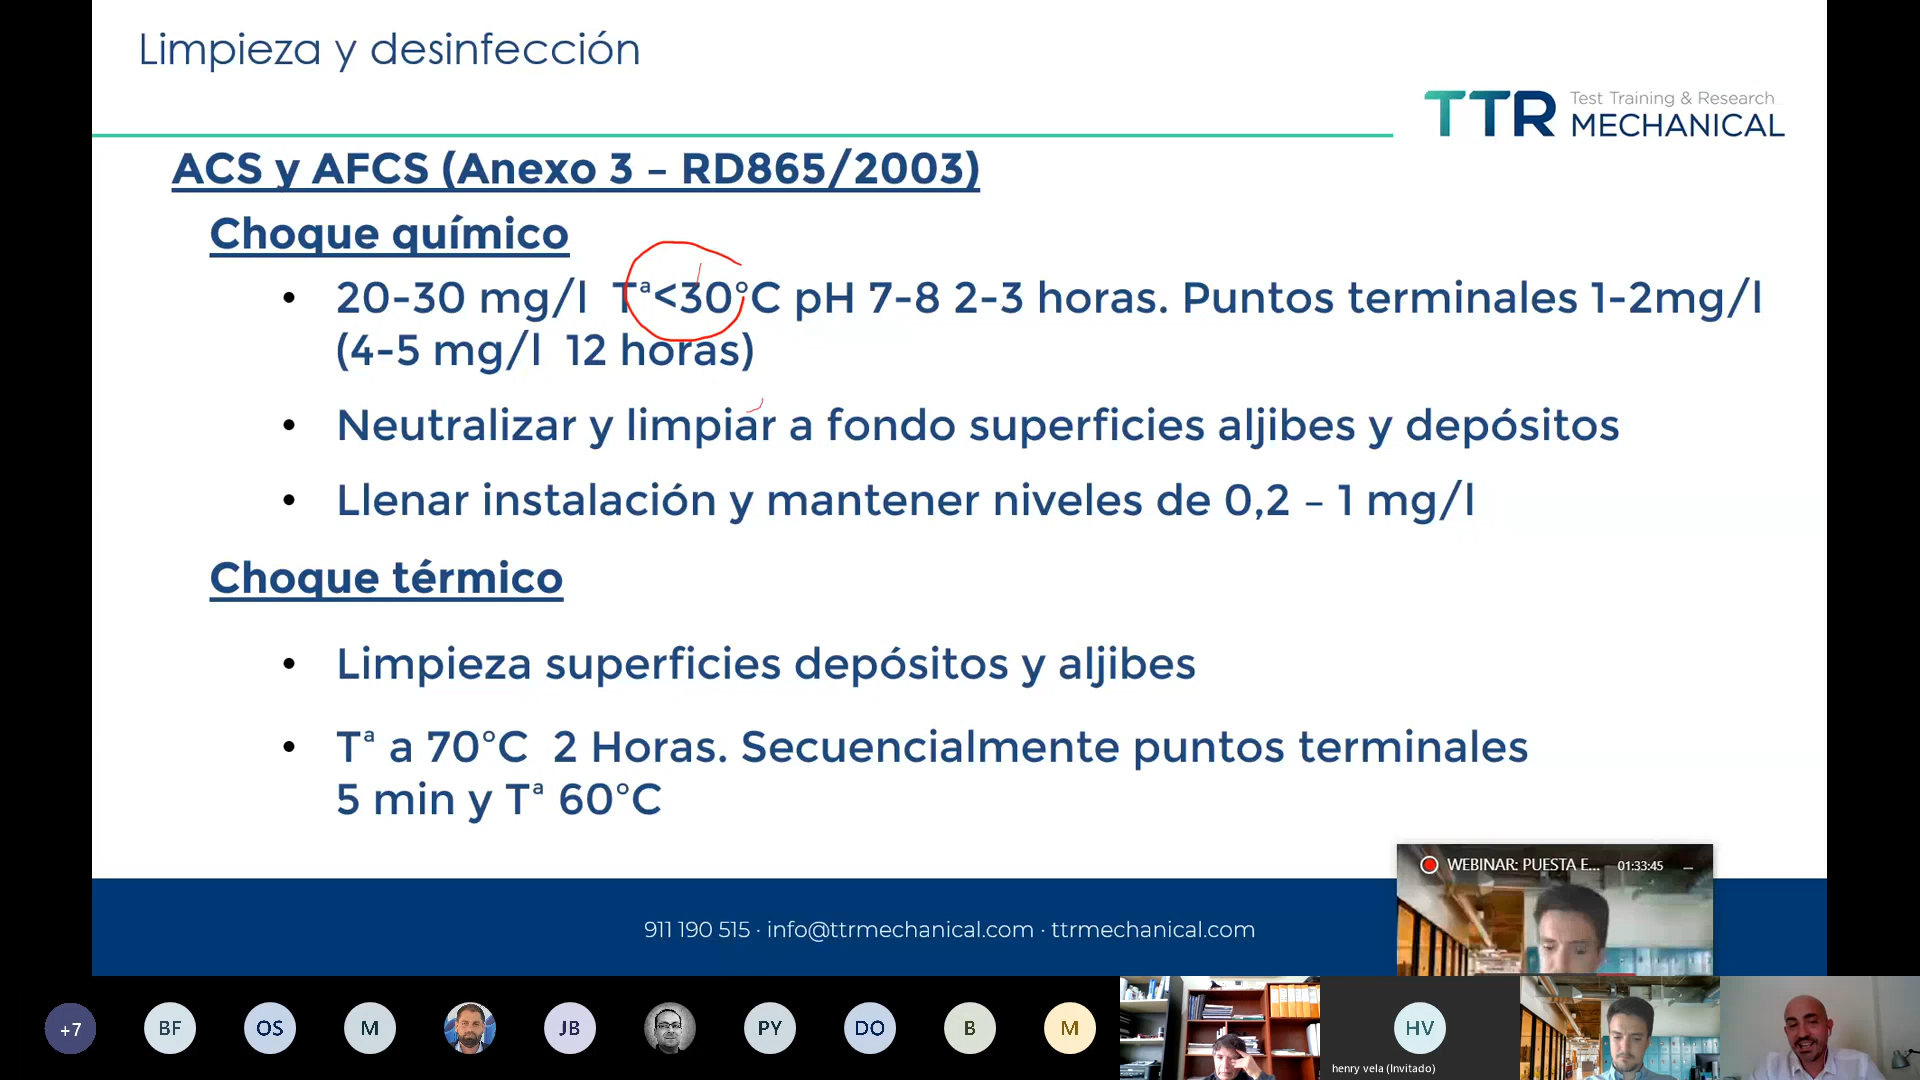 Limpieza y desinfección
TTR Test Training & Research
MECHANICAL
ACS y AFCS (Anexo 3 – RD865/2003)
Choque químico
• 20-30 mg/l Tª<30°C pH 7-8 2-3 horas. Puntos terminales 1-2mg/l
(4-5 mg/l 12 horas)
• Neutralizar y limpiar a fondo superficies aljibes y depósitos
• Llenar instalación y mantener niveles de 0,2 – 1 mg/l
Choque térmico
• Limpieza superficies depósitos y aljibes
• Tª a 70°C 2 Horas. Secuencialmente puntos terminales
5 min y Tª 60°C
WEBINAR: PUESTA E... 01:33:45
911 190 515 · info@ttrmechanical.com · ttrmechanical.com
+7 BF OS M JB PY DO B M HV
henry vela (Invitado)